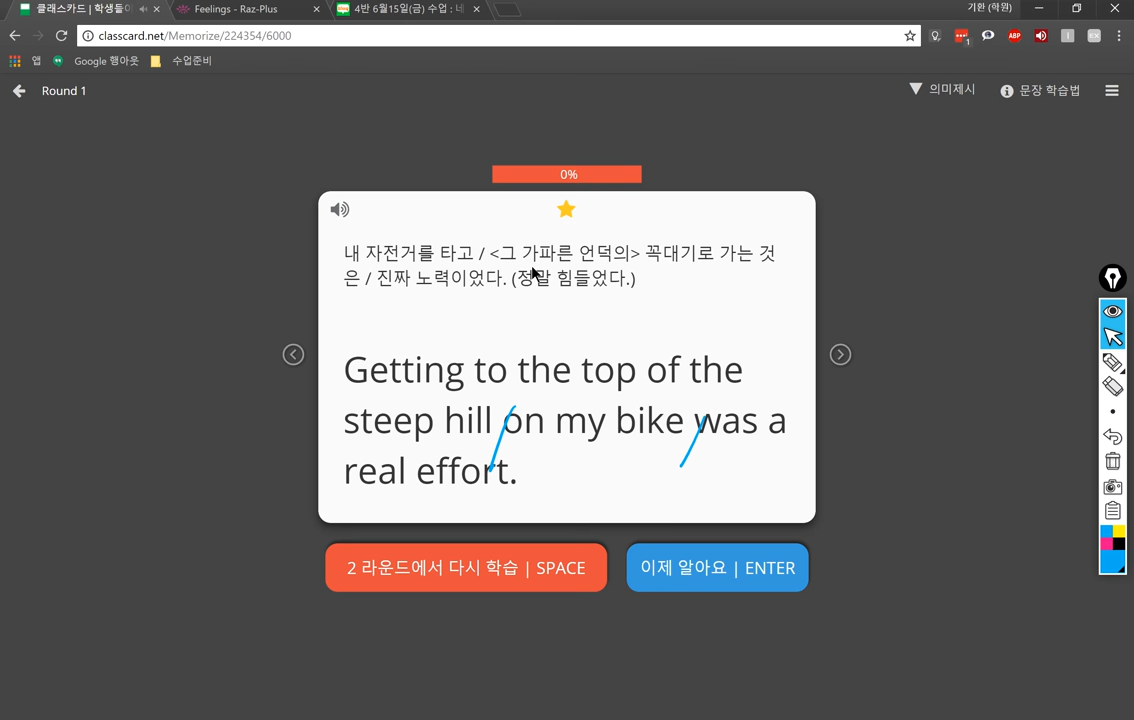 클래스카드 | 학생들이
Feelings - Raz-Plus
4반 6월15일(금) 수업 : 네
기환 (학원)
classcard.net/Memorize/224354/6000
앱
Google 행아웃
수업준비
Round 1
의미제시
문장 학습법
0%
내 자전거를 타고 / <그 가파른 언덕의> 꼭대기로 가는 것
은 / 진짜 노력이었다. (정말 힘들었다.)
Getting to the top of the
steep hill on my bike was a
real effort.
2 라운드에서 다시 학습 | SPACE
이제 알아요 | ENTER